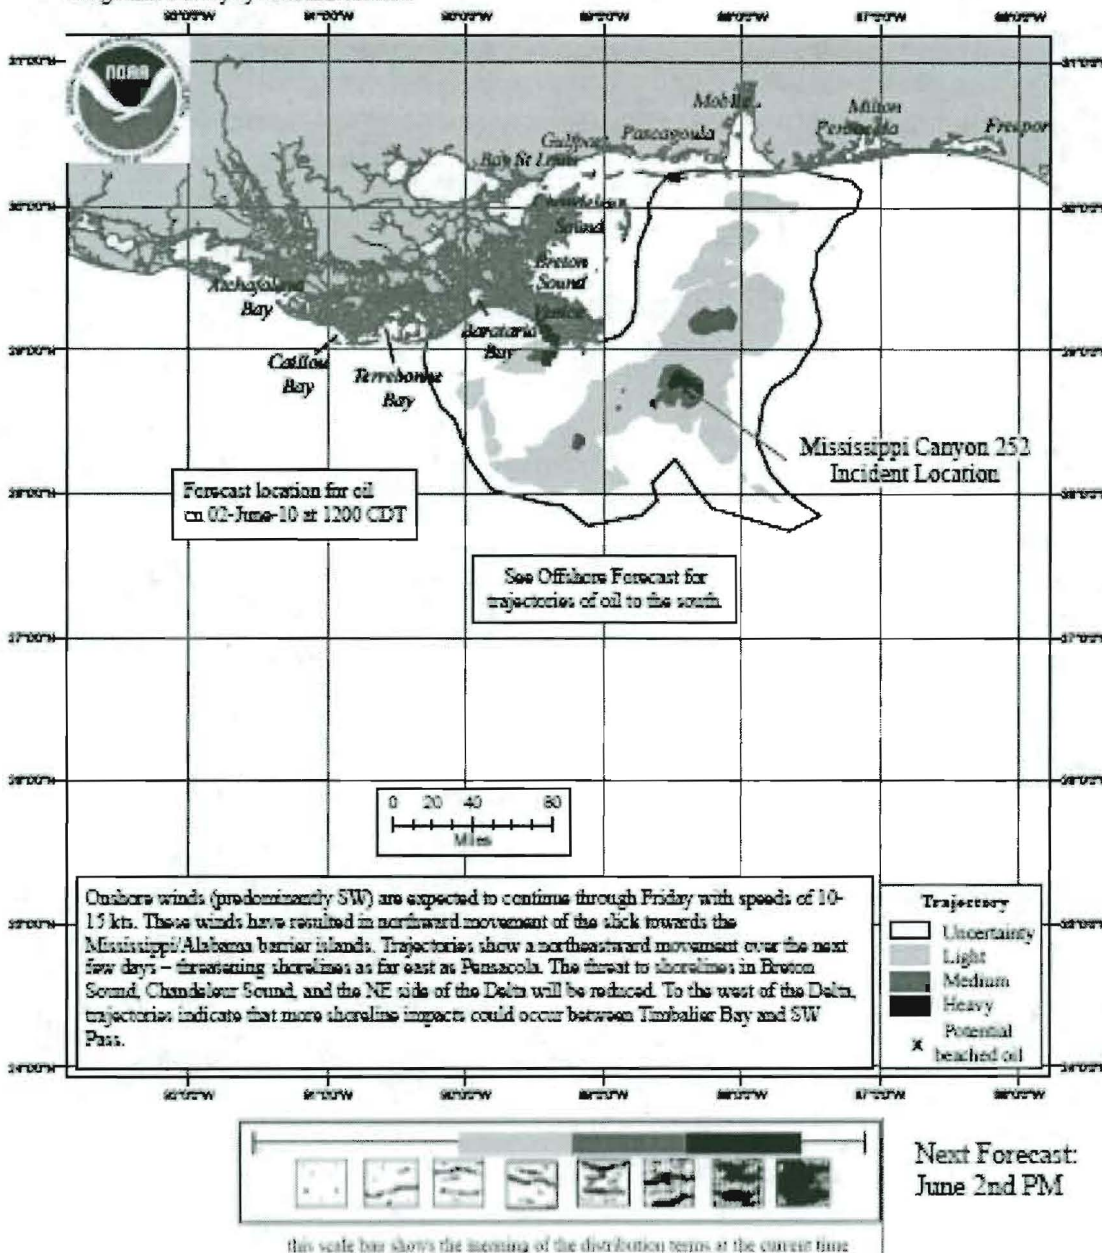 NOAA
Mobile
Milton
Pensacola
Freepor
Gulfport
Pascagoula
Bay St Louis
Chandeleur
Sound
Breton
Sound
Venice
Atchafalaya
Bay
Barataria
Bay
Caillou
Bay
Terrebonne
Bay
Mississippi Canyon 252
Incident Location
Forecast location for oil
on 02-June-10 at 1200 CDT
See Offshore Forecast for
trajectories of oil to the south.
0 20 40 80
Miles
Onshore winds (predominantly SW) are expected to continue through Friday with speeds of 10-
15 kts. These winds have resulted in northward movement of the slick towards the
Mississippi/Alabama barrier islands. Trajectories show a northeastward movement over the next
few days – threatening shorelines as far east as Pensacola. The threat to shorelines in Breton
Sound, Chandeleur Sound, and the NE side of the Delta will be reduced. To the west of the Delta,
trajectories indicate that more shoreline impacts could occur between Timbalier Bay and SW
Pass.
Trajectory
Uncertainty
Light
Medium
Heavy
x Potential
beached oil
Next Forecast:
June 2nd PM
this scale bar shows the meaning of the distribution terms at the current time